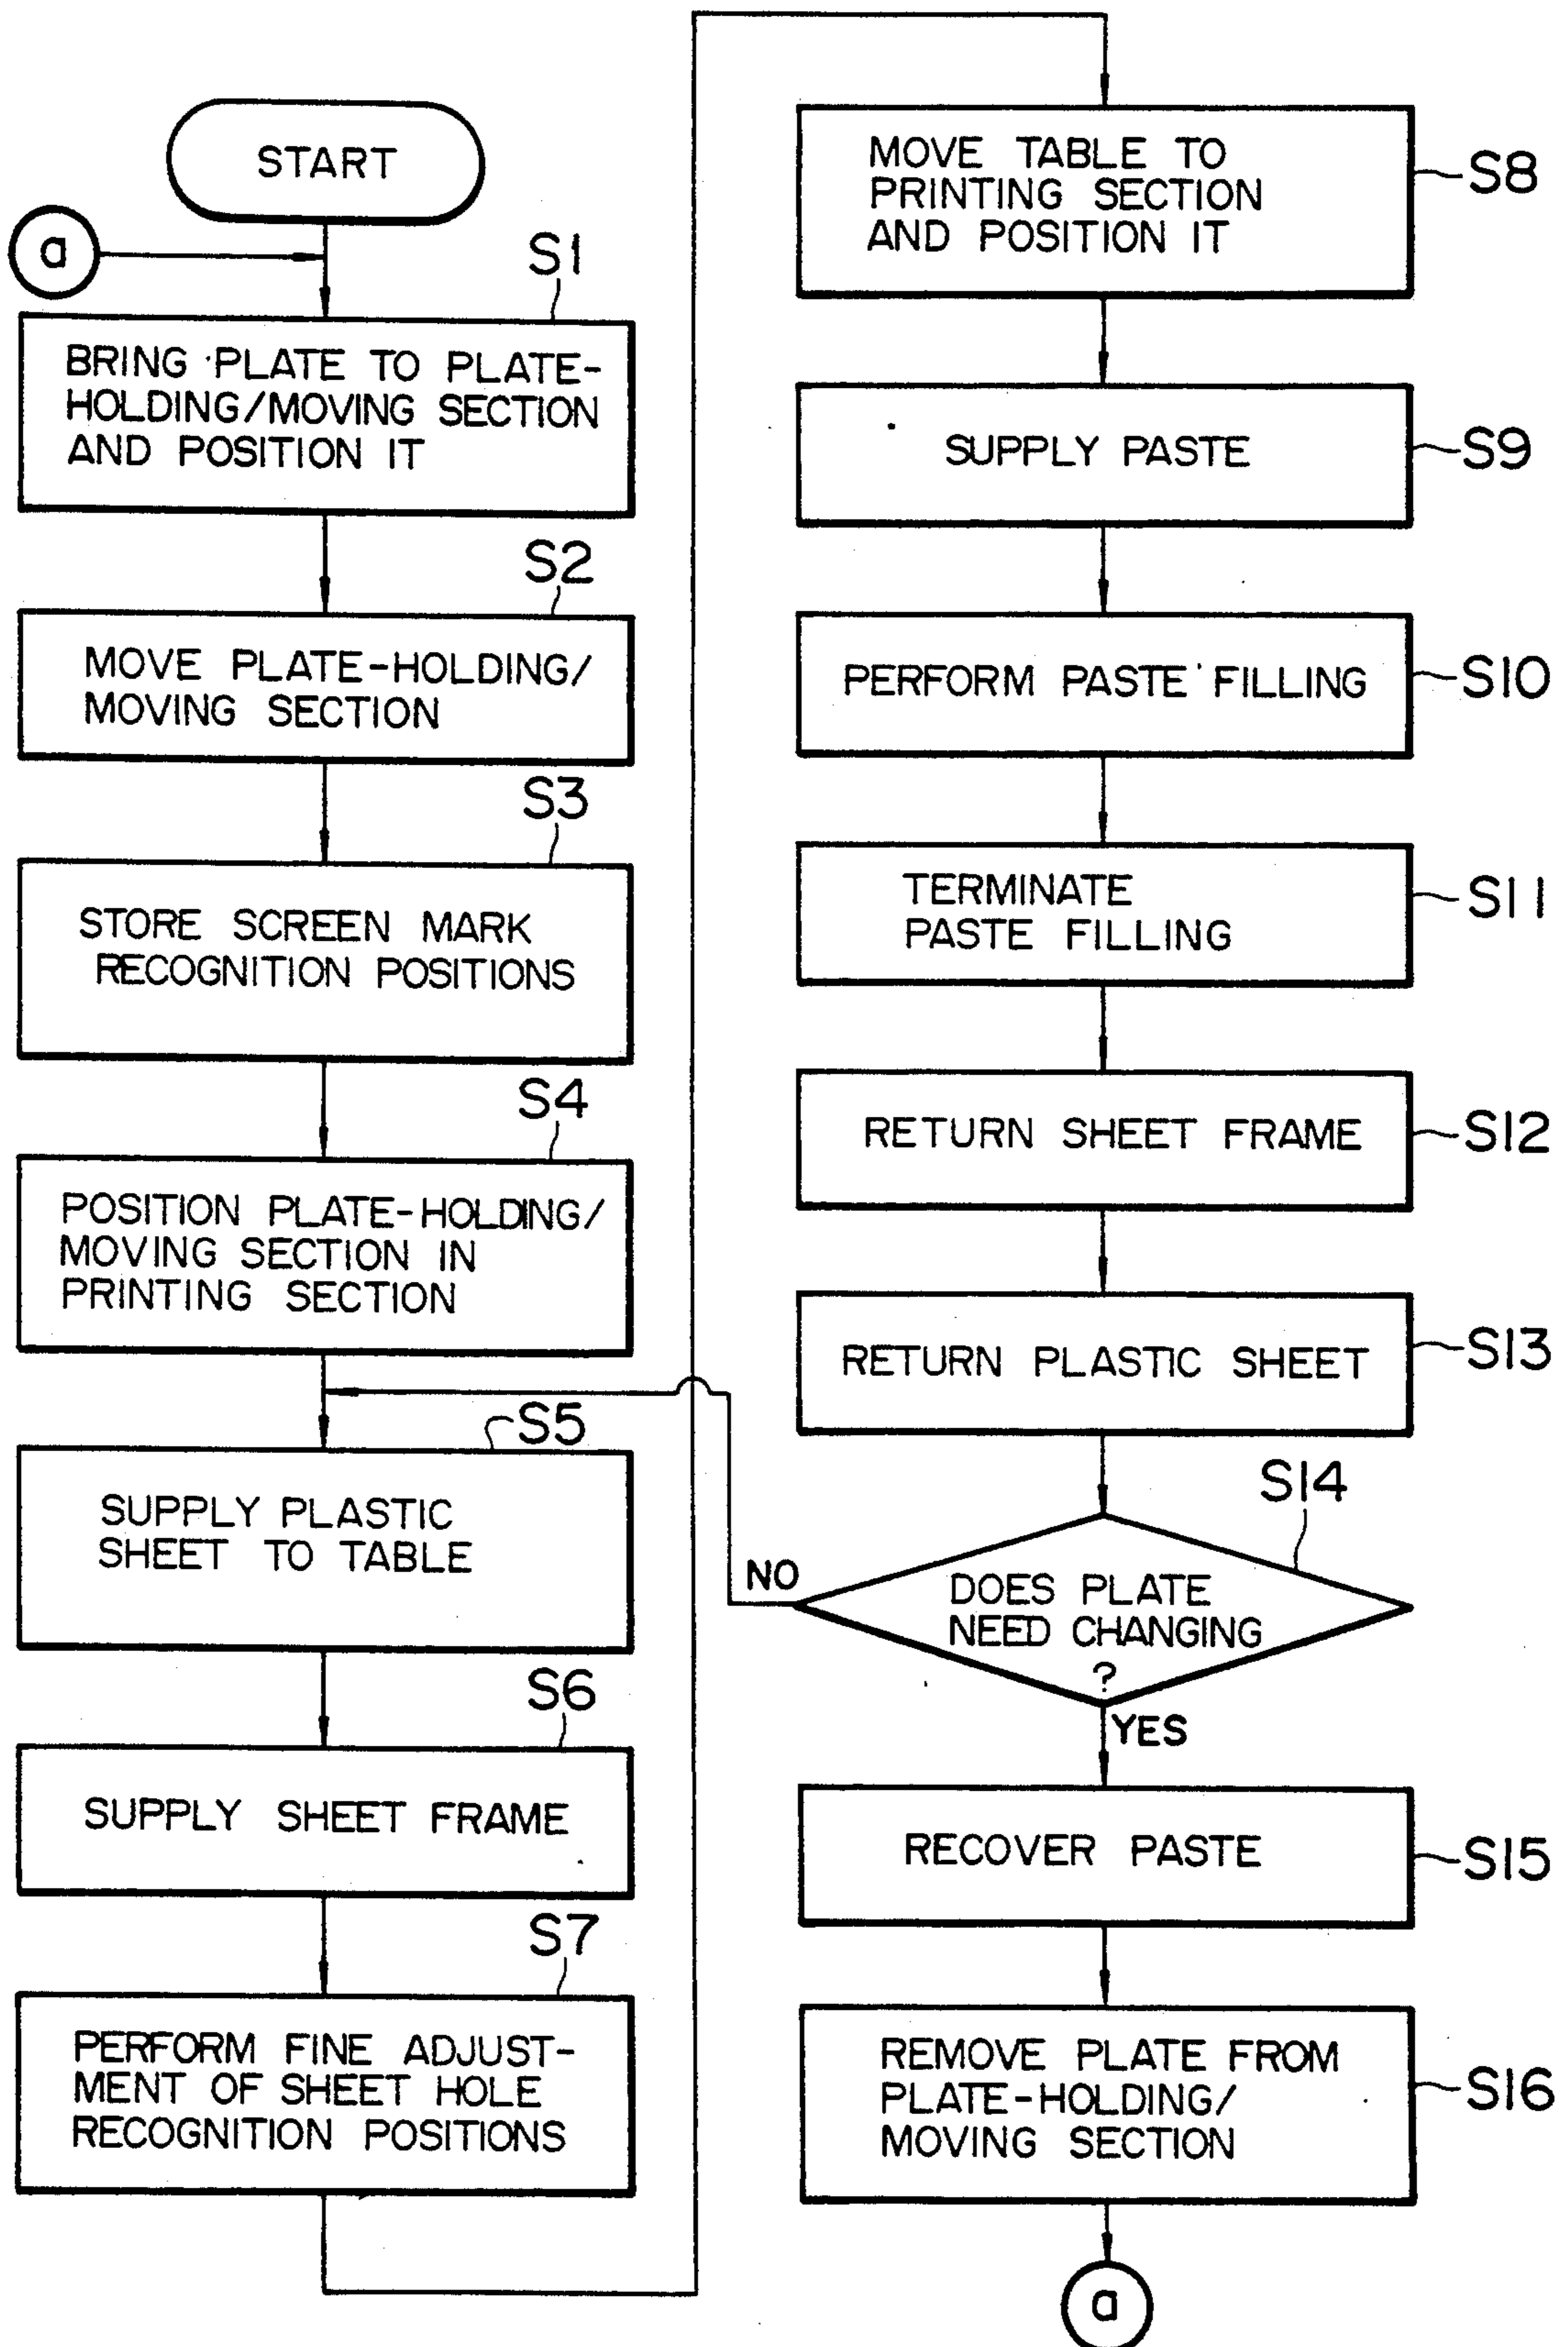 START
a
S1
BRING PLATE TO PLATE-
HOLDING/MOVING SECTION
AND POSITION IT
S2
MOVE PLATE-HOLDING/
MOVING SECTION
S3
STORE SCREEN MARK
RECOGNITION POSITIONS
S4
POSITION PLATE-HOLDING/
MOVING SECTION IN
PRINTING SECTION
S5
SUPPLY PLASTIC
SHEET TO TABLE
S6
SUPPLY SHEET FRAME
S7
PERFORM FINE ADJUST-
MENT OF SHEET HOLE
RECOGNITION POSITIONS
MOVE TABLE TO
PRINTING SECTION
AND POSITION IT
S8
SUPPLY PASTE
S9
PERFORM PASTE FILLING
S10
TERMINATE
PASTE FILLING
S11
RETURN SHEET FRAME
S12
RETURN PLASTIC SHEET
S13
S14
DOES PLATE
NEED CHANGING
?
NO
YES
RECOVER PASTE
S15
REMOVE PLATE FROM
PLATE-HOLDING/
MOVING SECTION
S16
a